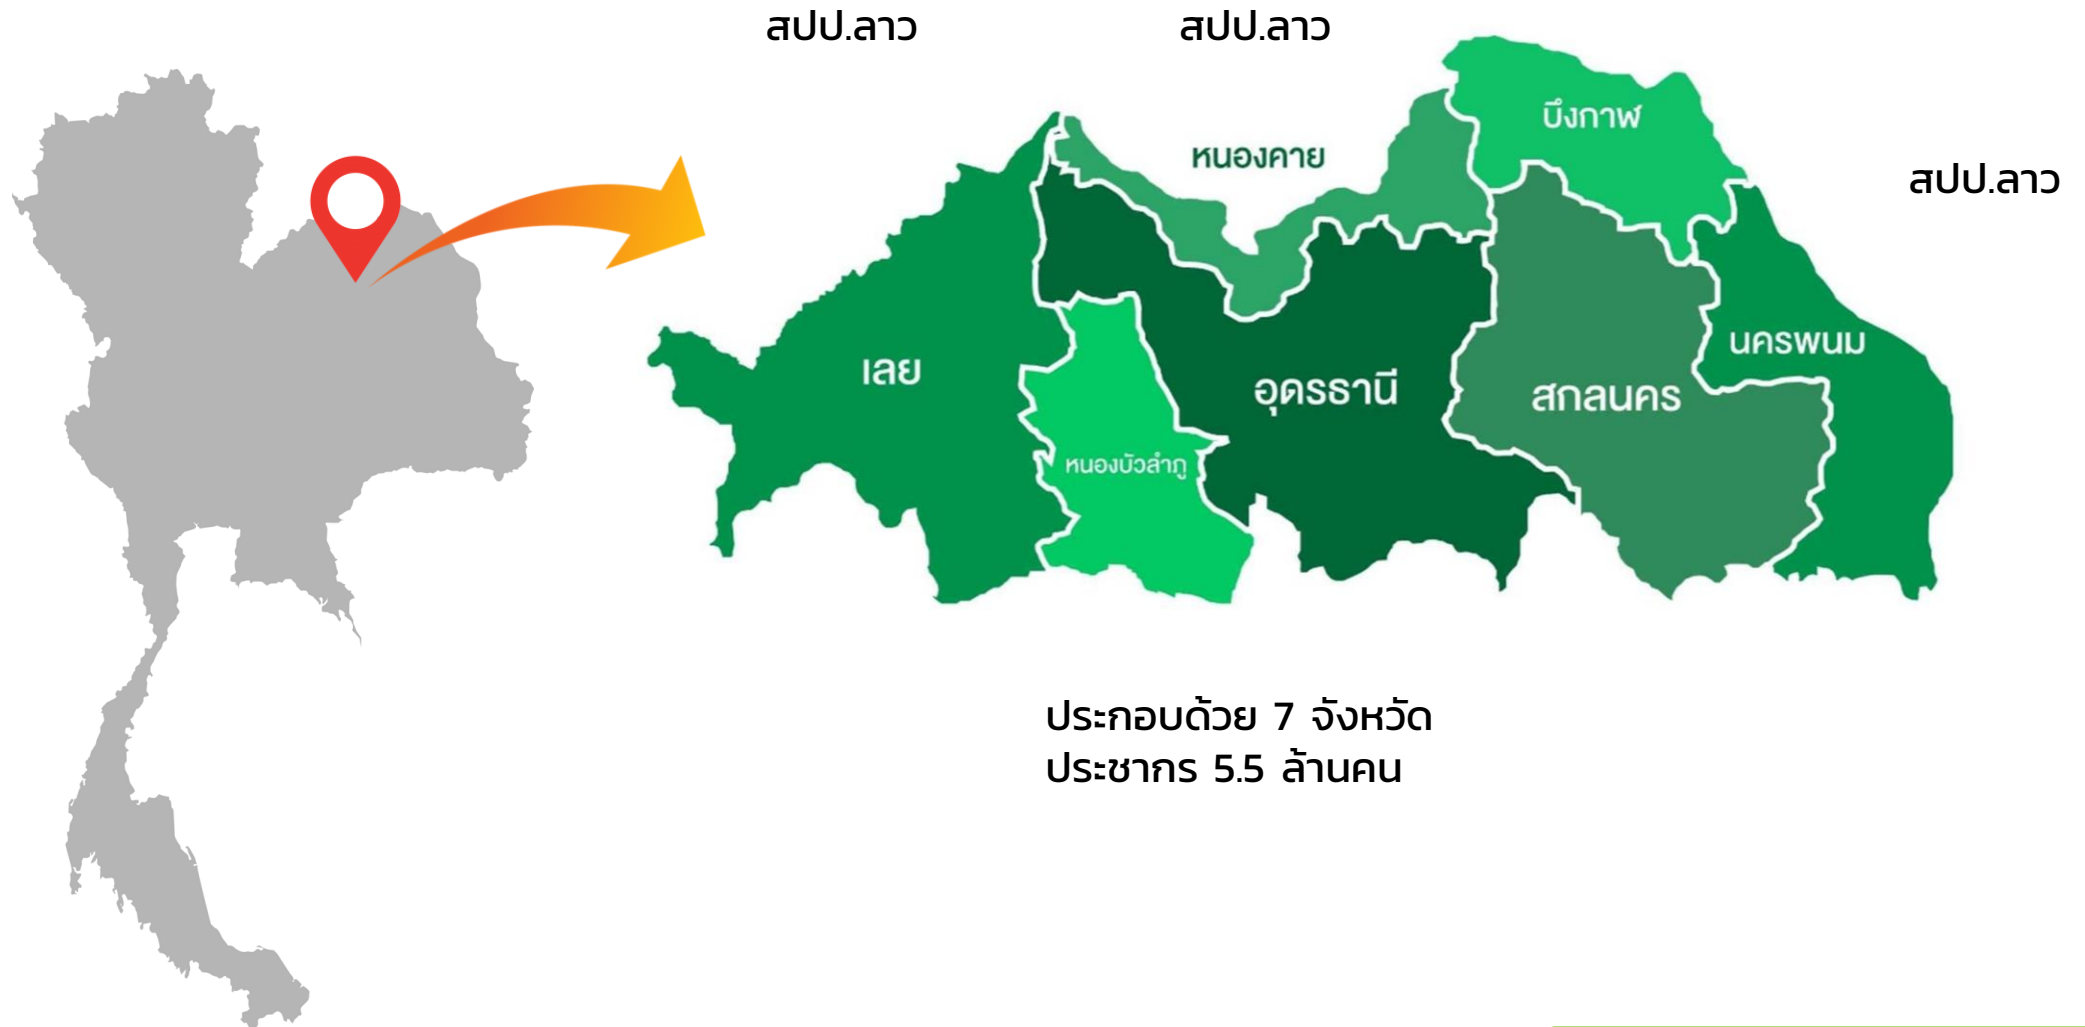 สปป.ลาว
สปป.ลาว
บึงกาฬ
หนองคาย
สปป.ลาว
นครพนม
เลย
อุดรธานี
สกลนคร
หนองบัวลำภู
ประกอบด้วย 7 จังหวัด
ประชากร 5.5 ล้านคน